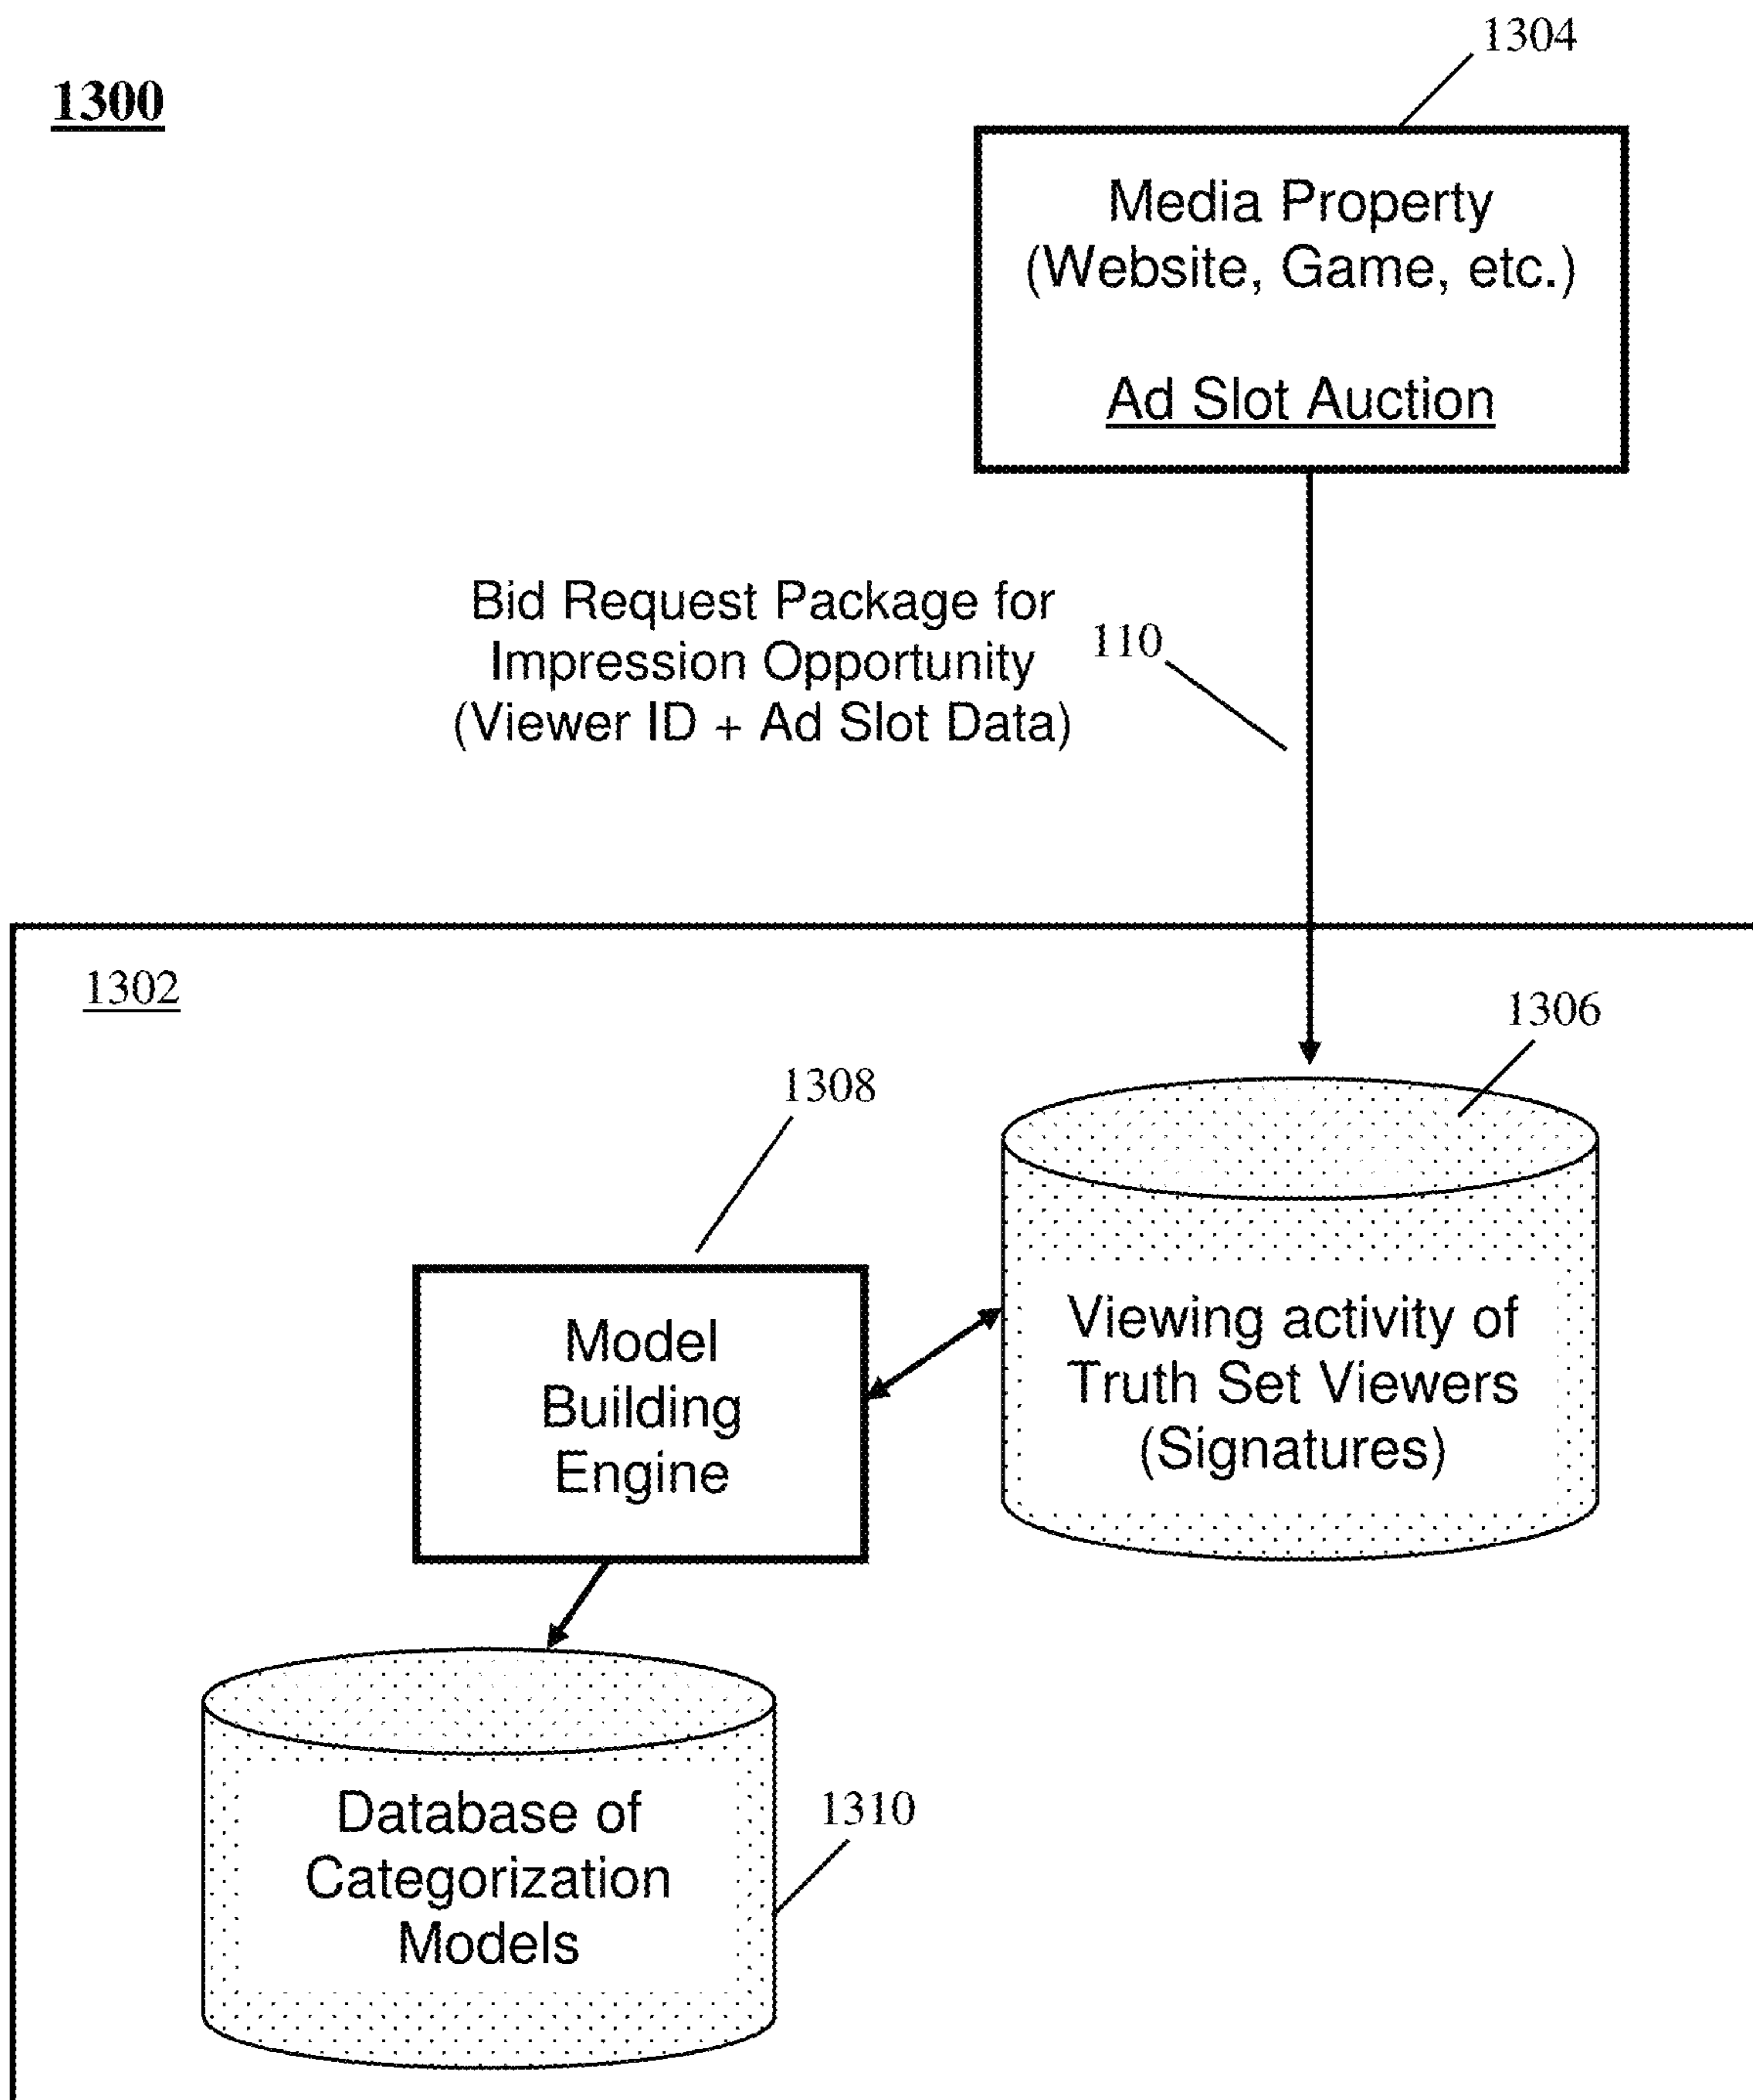 1304
1300
Media Property
(Website, Game, etc.)
Ad Slot Auction
Bid Request Package for
Impression Opportunity
(Viewer ID + Ad Slot Data)
110
1302
1306
1308
Model
Building
Engine
Viewing activity of
Truth Set Viewers
(Signatures)
Database of
Categorization
Models
1310